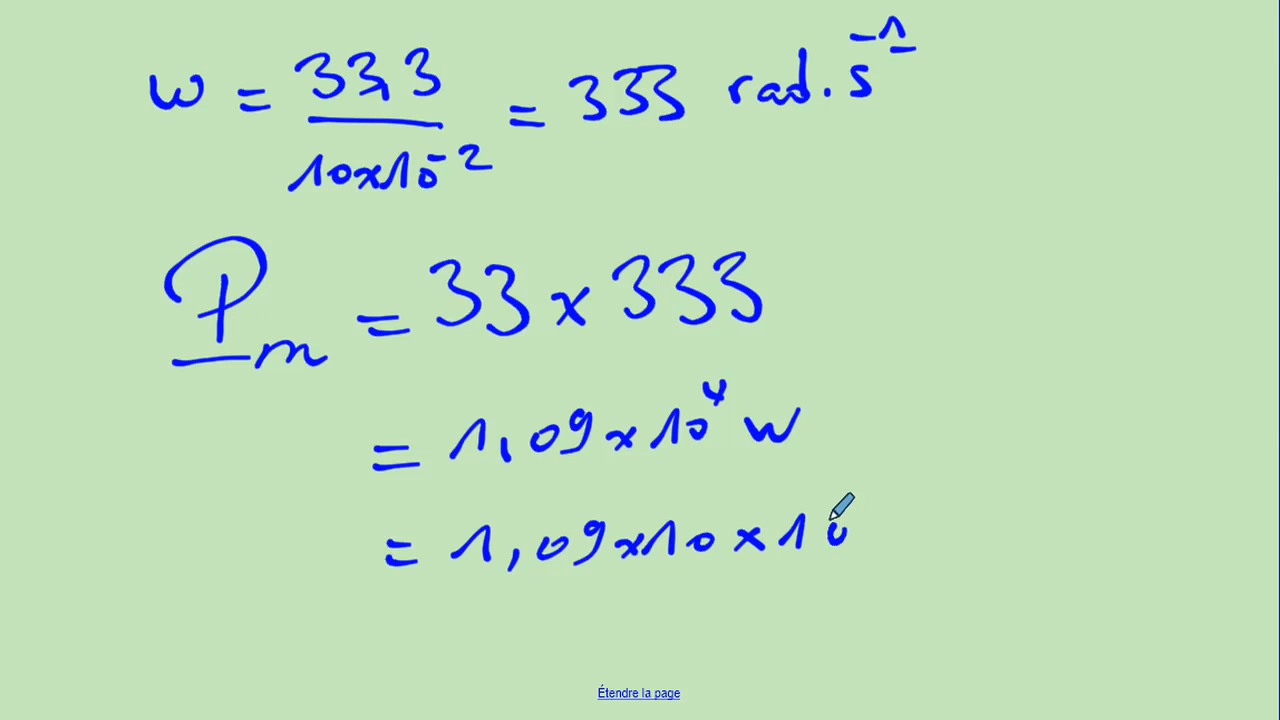 w = 33,3 / 10x10⁻² = 333 rad.s⁻¹
Pm = 33 x 333
= 1,09 x 10⁴ W
= 1,09 x 10 x 10
Étendre la page